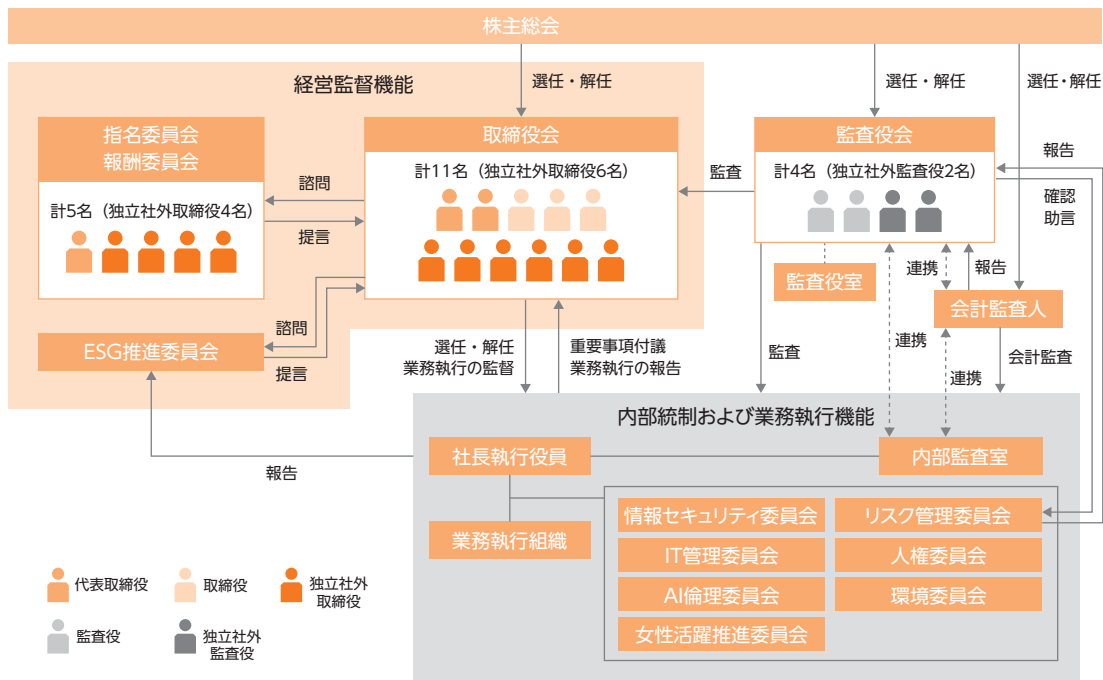 株主総会
経営監督機能
選任・解任
選任・解任
選任・解任
指名委員会
報酬委員会
計5名（独立社外取締役4名）
諮問
提言
取締役会
計11名（独立社外取締役6名）
監査
監査役会
計4名（独立社外監査役2名）
報告
確認
助言
監査役室
連携
報告
会計監査人
ESG推進委員会
諮問
提言
選任・解任
業務執行の監督
重要事項付議
業務執行の報告
監査
連携
連携
会計監査
報告
内部統制および業務執行機能
社長執行役員
内部監査室
業務執行組織
情報セキュリティ委員会
リスク管理委員会
IT管理委員会
人権委員会
AI倫理委員会
環境委員会
女性活躍推進委員会
代表取締役
取締役
独立社外
取締役
監査役
独立社外
監査役